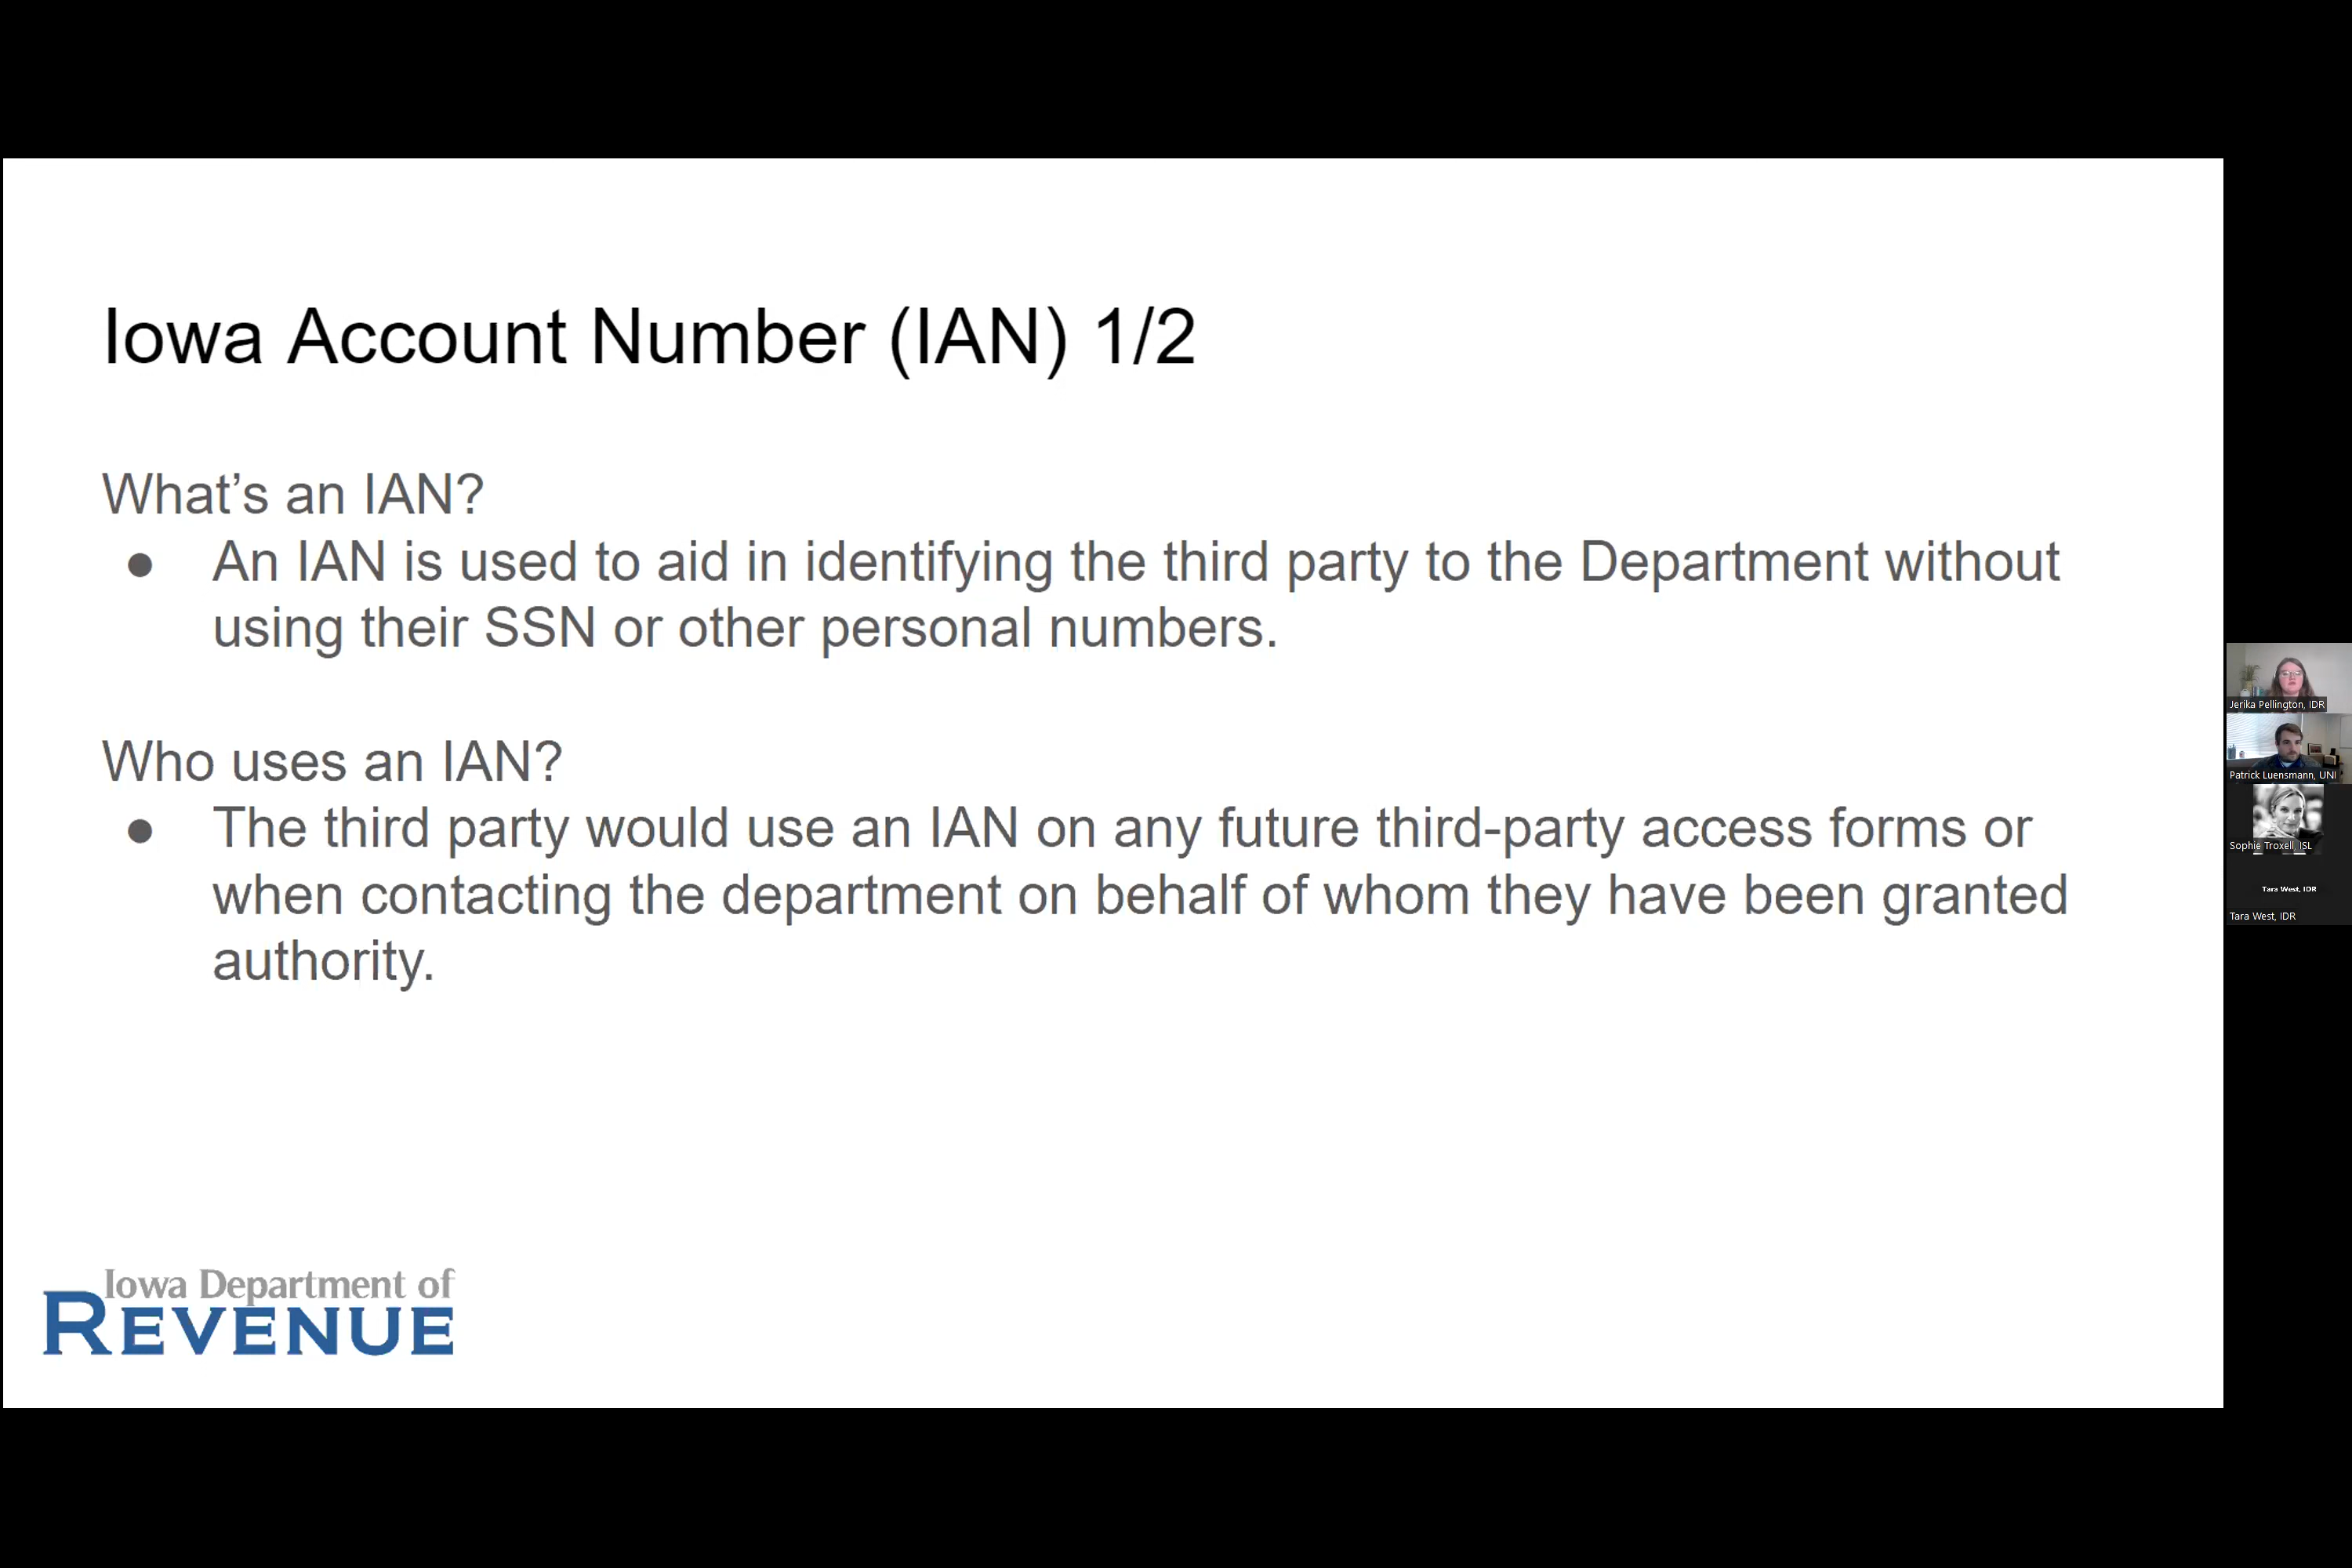 Iowa Account Number (IAN) 1/2
What’s an IAN?
● An IAN is used to aid in identifying the third party to the Department without
using their SSN or other personal numbers.
Who uses an IAN?
● The third party would use an IAN on any future third-party access forms or
when contacting the department on behalf of whom they have been granted
authority.
Iowa Department of
REVENUE
Jerika Pellington, IDR
Patrick Luensmann, UNI
Sophie Troxell, ISL
Tara West, IDR
Tara West, IDR